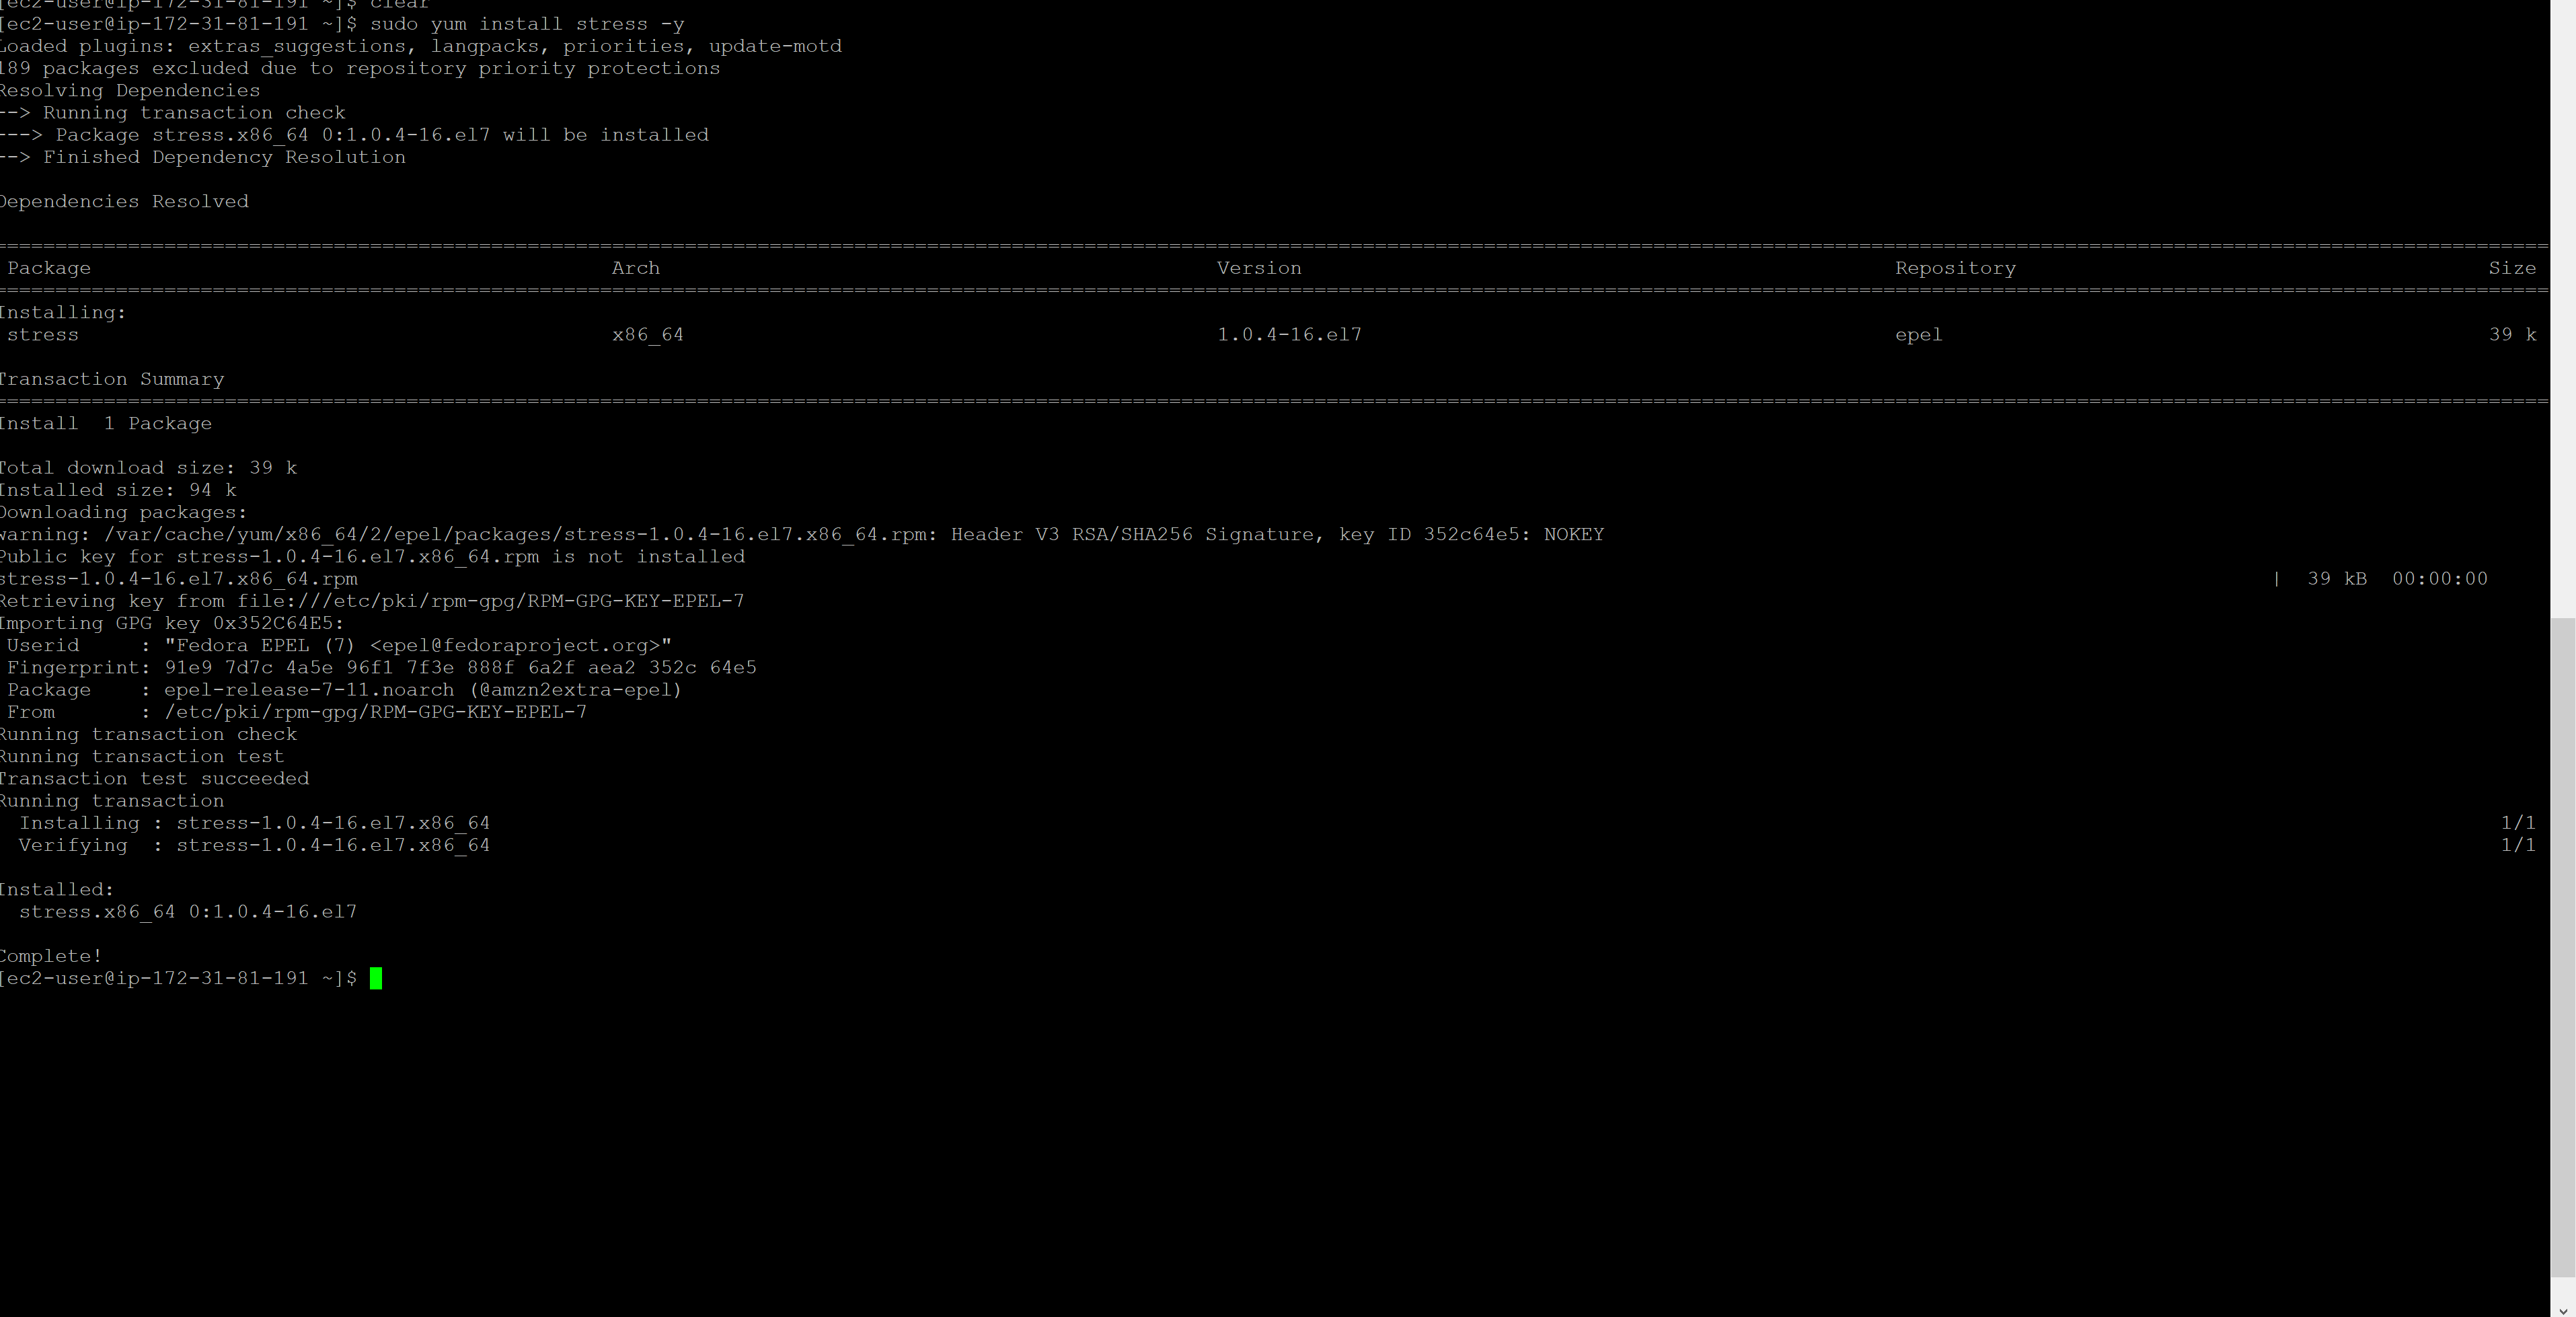 [ec2-user@ip-172-31-81-191 ~]$ clear
[ec2-user@ip-172-31-81-191 ~]$ sudo yum install stress -y
Loaded plugins: extras_suggestions, langpacks, priorities, update-motd
189 packages excluded due to repository priority protections
Resolving Dependencies
--> Running transaction check
---> Package stress.x86_64 0:1.0.4-16.el7 will be installed
--> Finished Dependency Resolution
Dependencies Resolved
Package Arch Version Repository Size
Installing:
stress x86_64 1.0.4-16.el7 epel 39 k
Transaction Summary
Install 1 Package
Total download size: 39 k
Installed size: 94 k
Downloading packages:
warning: /var/cache/yum/x86_64/2/epel/packages/stress-1.0.4-16.el7.x86_64.rpm: Header V3 RSA/SHA256 Signature, key ID 352c64e5: NOKEY
Public key for stress-1.0.4-16.el7.x86_64.rpm is not installed
stress-1.0.4-16.el7.x86_64.rpm | 39 kB 00:00:00
Retrieving key from file:///etc/pki/rpm-gpg/RPM-GPG-KEY-EPEL-7
Importing GPG key 0x352C64E5:
Userid : "Fedora EPEL (7) <epel@fedoraproject.org>"
Fingerprint: 91e9 7d7c 4a5e 96f1 7f3e 888f 6a2f aea2 352c 64e5
Package : epel-release-7-11.noarch (@amzn2extra-epel)
From : /etc/pki/rpm-gpg/RPM-GPG-KEY-EPEL-7
Running transaction check
Running transaction test
Transaction test succeeded
Running transaction
Installing : stress-1.0.4-16.el7.x86_64 1/1
Verifying : stress-1.0.4-16.el7.x86_64 1/1
Installed:
stress.x86_64 0:1.0.4-16.el7
Complete!
[ec2-user@ip-172-31-81-191 ~]$